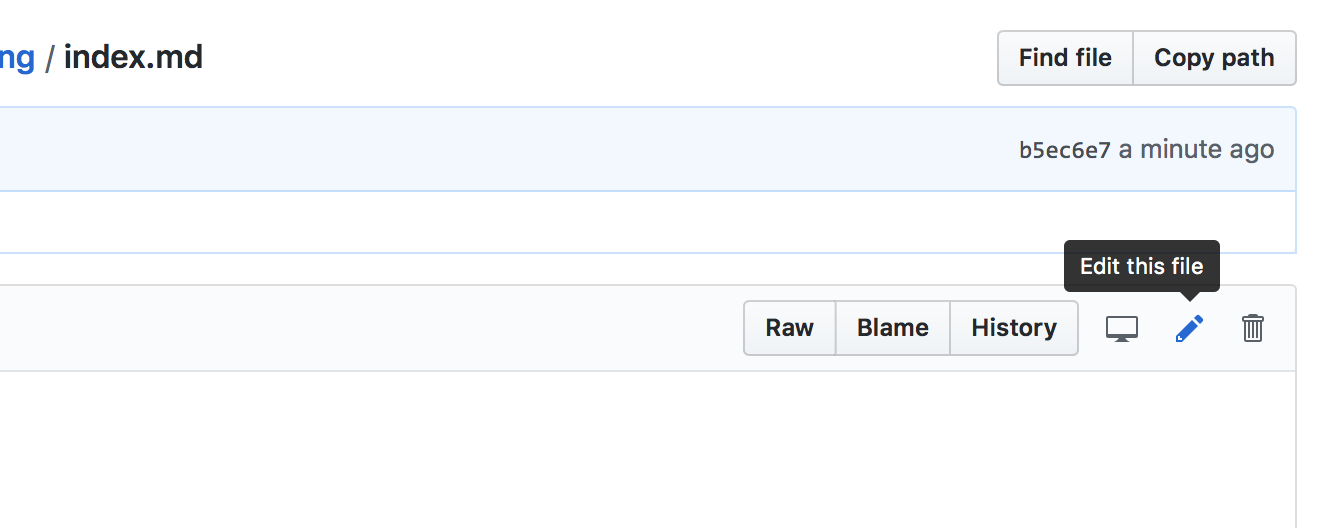 ng / index.md
Find file
Copy path
b5ec6e7 a minute ago
Edit this file
Raw
Blame
History